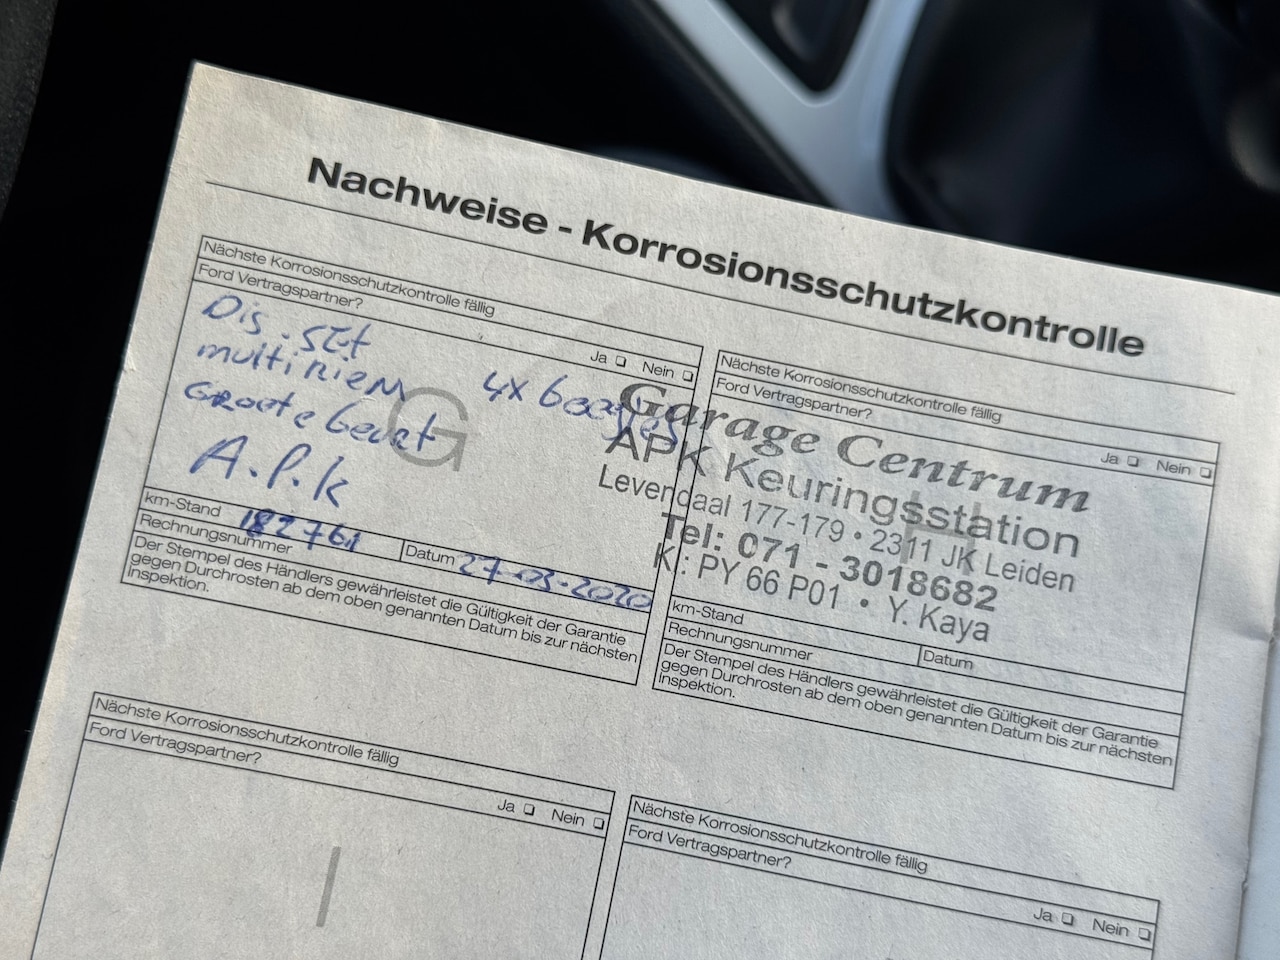 Nachweise - Korrosionsschutzkontrolle
Nächste Korrosionsschutzkontrolle fällig
Ford Vertragspartner?
Ja ❏ Nein ❏
Dis. set
multiriem
4x bougies
Groote beurt
G
A.P.k
km-Stand 182761
Rechnungsnummer
Datum 27-03-2020
Der Stempel des Händlers gewährleistet die Gültigkeit der Garantie
gegen Durchrosten ab dem oben genannten Datum bis zur nächsten
Inspektion.
Nächste Korrosionsschutzkontrolle fällig
Ford Vertragspartner?
Ja ❏ Nein ❏
Garage Centrum
APK Keuringsstation
Levendaal 177-179 • 2311 JK Leiden
Tel: 071 - 3018682
K: PY 66 P01 • Y. Kaya
km-Stand
Rechnungsnummer
Datum
Der Stempel des Händlers gewährleistet die Gültigkeit der Garantie
gegen Durchrosten ab dem oben genannten Datum bis zur nächsten
Inspektion.
Nächste Korrosionsschutzkontrolle fällig
Ford Vertragspartner?
Ja ❏ Nein ❏
I
Nächste Korrosionsschutzkontrolle fällig
Ford Vertragspartner?
Ja ❏ Nein ❏